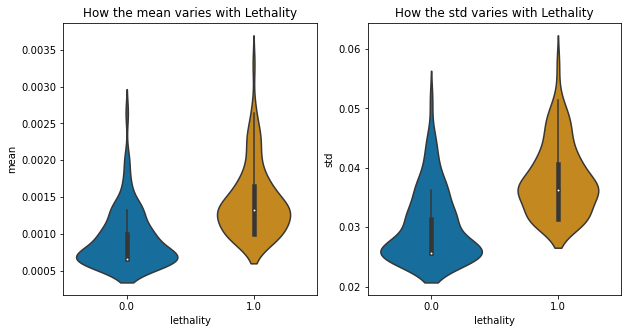 How the mean varies with Lethality
How the std varies with Lethality
0.0035
0.0030
0.0025
0.0020
0.0015
0.0010
0.0005
mean
0.0
1.0
lethality
0.06
0.05
0.04
0.03
0.02
std
0.0
1.0
lethality